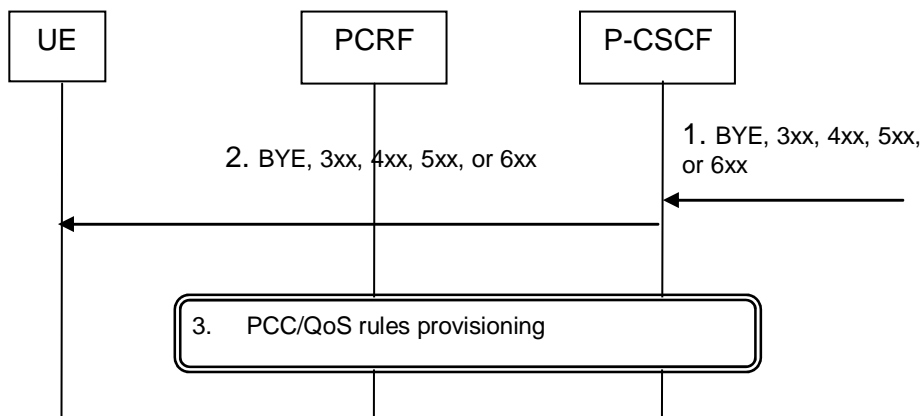 UE
PCRF
P-CSCF
1. BYE, 3xx, 4xx, 5xx,
or 6xx
2. BYE, 3xx, 4xx, 5xx, or 6xx
3. PCC/QoS rules provisioning